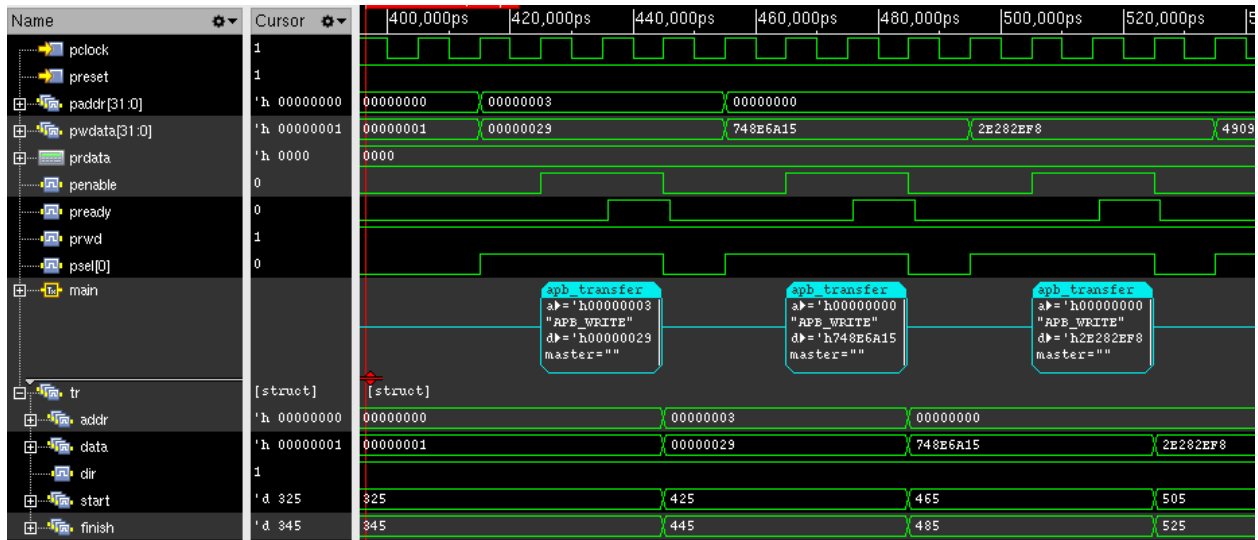 Name Cursor 400,000ps 420,000ps 440,000ps 460,000ps 480,000ps 500,000ps 520,000ps
pclock 1
preset 1
paddr[31:0] 'h 00000000 00000000 00000003 00000000
pwdata[31:0] 'h 00000001 00000001 00000029 748E6A15 2E282EF8 4909
prdata 'h 0000 0000
penable 0
pready 0
prwd 1
psel[0] 0
main
apb_transfer apb_transfer apb_transfer
a='h00000003 a='h00000000 a='h00000000
"APB_WRITE" "APB_WRITE" "APB_WRITE"
d='h00000029 d='h748E6A15 d='h2E282EF8
master="" master="" master=""
tr [struct] [struct]
addr 'h 00000000 00000000 00000003 00000000
data 'h 00000001 00000001 00000029 748E6A15 2E282EF8
dir 1
start 'd 325 325 425 465 505
finish 'd 345 345 445 485 525